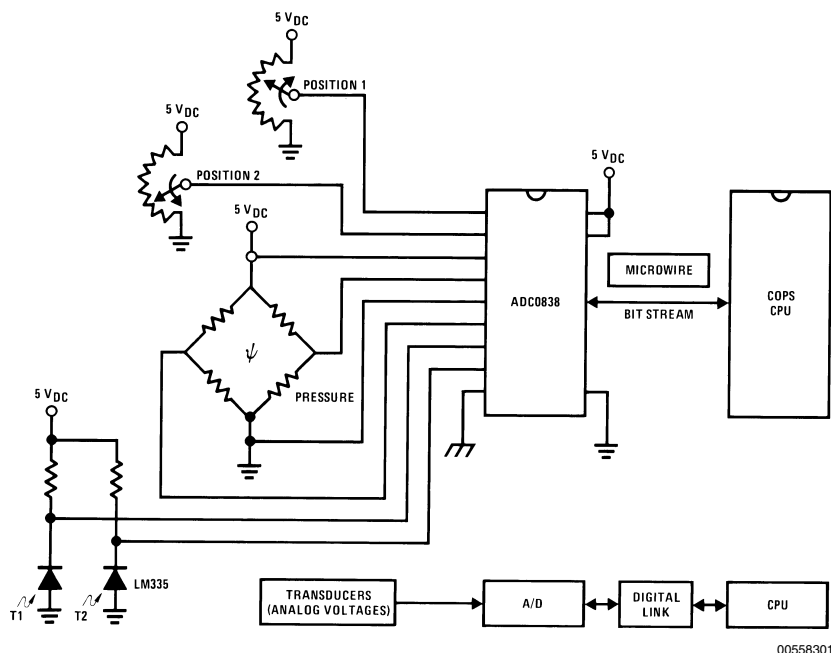 5 VDC
POSITION 1
5 VDC
POSITION 2
5 VDC
5 VDC
MICROWIRE
ADC0838
BIT STREAM
COPS
CPU
ψ
PRESSURE
5 VDC
LM335
T1
T2
TRANSDUCERS
(ANALOG VOLTAGES)
A/D
DIGITAL
LINK
CPU
00558301